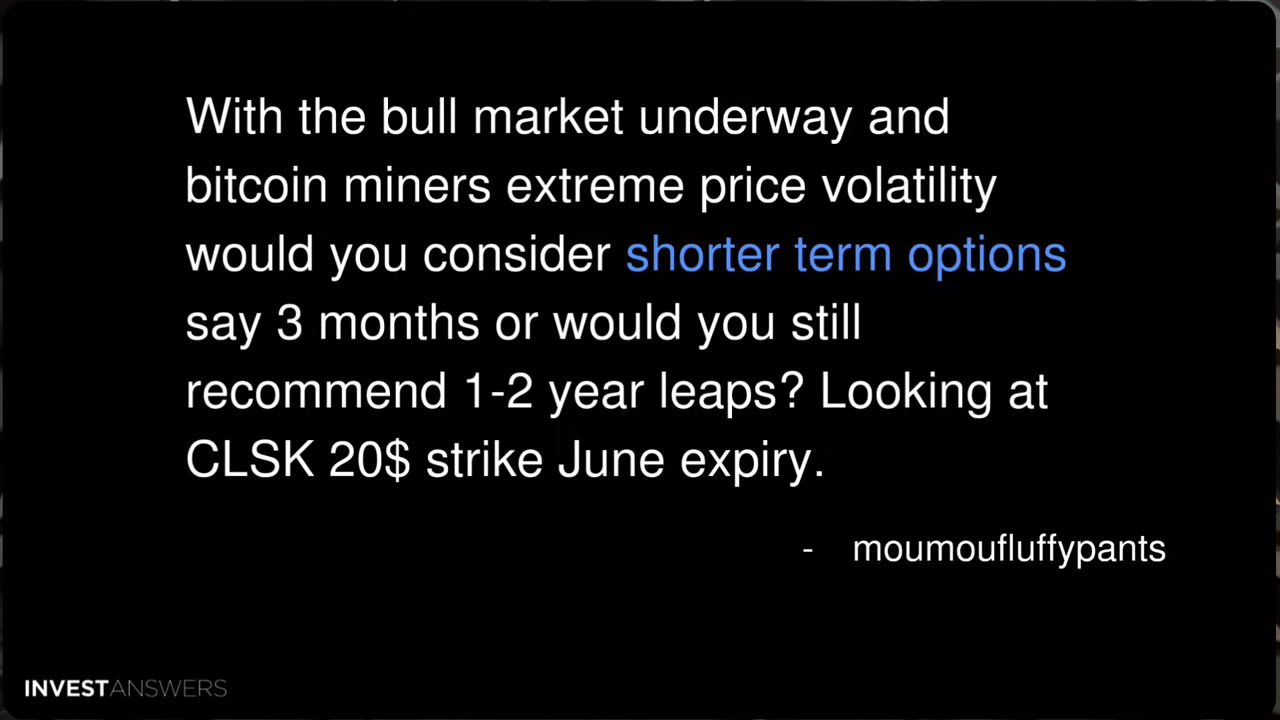 With the bull market underway and
bitcoin miners extreme price volatility
would you consider shorter term options
say 3 months or would you still
recommend 1-2 year leaps? Looking at
CLSK 20$ strike June expiry.
- moumoufluffypants
INVESTANSWERS